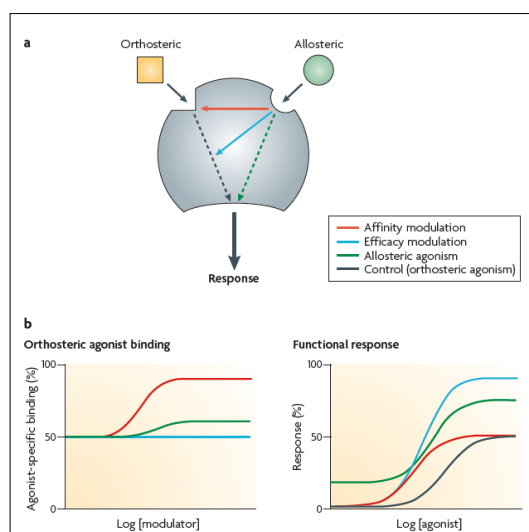 a
Orthosteric
Allosteric
Response
Affinity modulation
Efficacy modulation
Allosteric agonism
Control (orthosteric agonism)
b
Orthosteric agonist binding
Agonist-specific binding (%)
100
50
0
Log [modulator]
Functional response
Response (%)
100
50
0
Log [agonist]